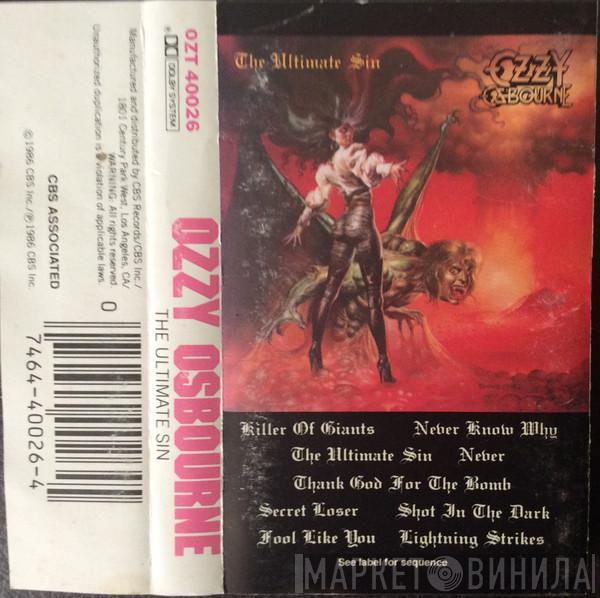 Manufactured and distributed by CBS Records/CBS Inc./
1801 Century Park West, Los Angeles, CA/
WARNING: All rights reserved.
Unauthorized duplication is a violation of applicable laws.
© 1986 CBS Inc./℗ 1986 CBS Inc.
CBS ASSOCIATED
0
7464-40026-4
OZT 40026
DOLBY SYSTEM
OZZY OSBOURNE
THE ULTIMATE SIN
The Ultimate Sin
OZZY
OSBOURNE
Killer Of Giants Never Know Why
The Ultimate Sin Never
Thank God For The Bomb
Secret Loser Shot In The Dark
Fool Like You Lightning Strikes
See label for sequence
МАРКЕТ ВИНИЛА